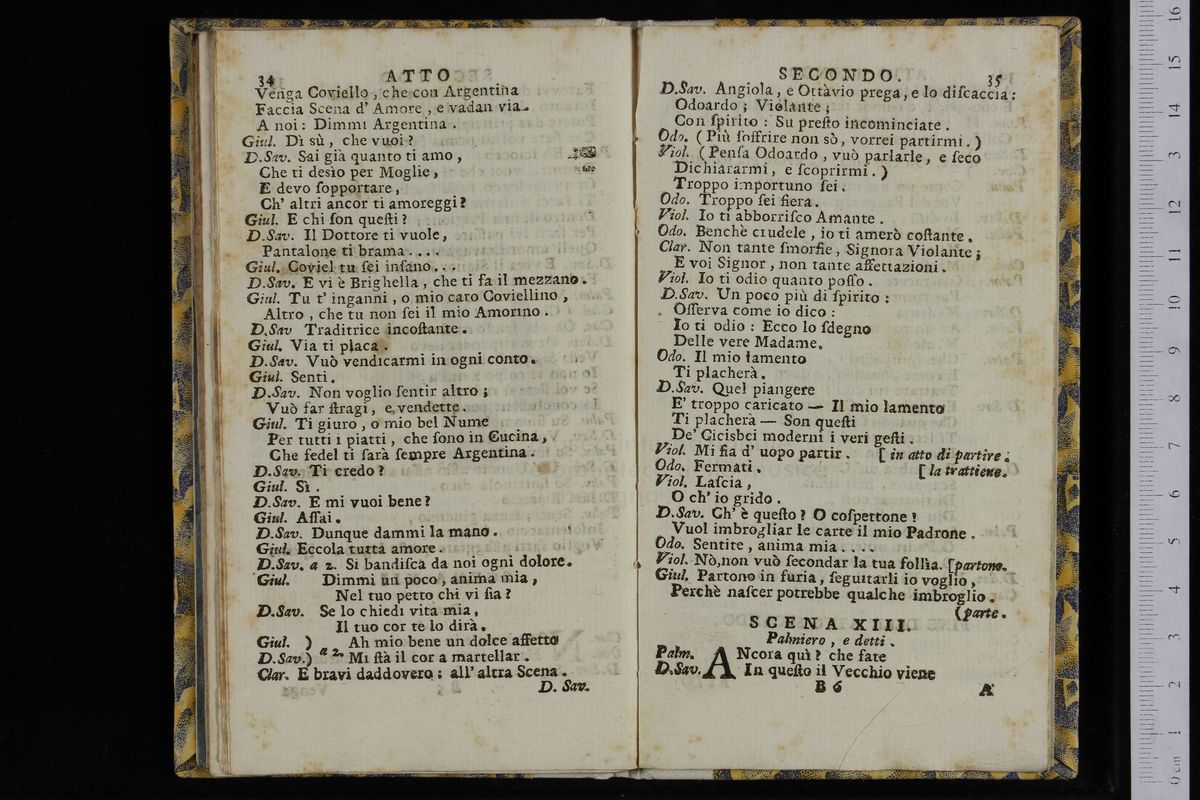 34 ATTO
Venga Coviello, che con Argentina
Faccia Scena d' Amore, e vadan via.
A noi: Dimmi Argentina.
Giul. Dì sù, che vuoi?
D.Sav. Sai già quanto ti amo,
Che ti desìo per Moglie,
E devo ſopportare,
Ch' altri ancor ti amoreggi?
Giul. E chi ſon queſti?
D.Sav. Il Dottore ti vuole,
Pantalone ti brama....
Giul. Coviel tu ſei inſano...
D.Sav. E vi è Brighella, che ti fa il mezzano.
Giul. Tu t' inganni, o mio caro Coviellino,
Altro, che tu non ſei il mio Amorino.
D.Sav Traditrice incoſtante.
Giul. Via ti placa.
D.Sav. Vuò vendicarmi in ogni conto.
Giul. Senti.
D.Sav. Non voglio ſentir altro;
Vuò far ſtragi, e vendette.
Giul. Ti giuro, o mio bel Nume
Per tutti i piatti, che ſono in Cucina,
Che fedel ti ſarà ſempre Argentina.
D.Sav. Ti credo?
Giul. Sì.
D.Sav. E mi vuoi bene?
Giul. Aſſai.
D.Sav. Dunque dammi la mano.
Giul. Eccola tutta amore.
D.Sav. a 2. Si bandiſca da noi ogni dolore.
Giul. Dimmi un poco, anima mia,
Nel tuo petto chi vi ſia?
D.Sav. Se lo chiedi vita mia,
Il tuo cor te lo dirà.
Giul. ) Ah mio bene un dolce affetto
D.Sav.) a 2. Mi ſtà il cor a martellar.
Clar. E bravi daddovero: all' altra Scena.
D. Sav.
SECONDO. 35
D.Sav. Angiola, e Ottavio prega, e lo diſcaccia:
Odoardo; Violante;
Con ſpirito: Su preſto incominciate.
Odo. (Più ſoffrire non sò, vorrei partirmi.)
Viol. (Penſa Odoardo, vuò parlarle, e ſeco
Dichiararmi, e ſcoprirmi.)
Troppo importuno ſei.
Odo. Troppo ſei fiera.
Viol. Io ti abborriſco Amante.
Odo. Benchè crudele, io ti amerò coſtante.
Clar. Non tante ſmorfie, Signora Violante;
E voi Signor, non tante affettazioni.
Viol. Io ti odio quanto poſſo.
D.Sav. Un poco più di ſpirito:
Oſſerva come io dico:
Io ti odio: Ecco lo ſdegno
Delle vere Madame.
Odo. Il mio lamento
Ti placherà.
D.Sav. Quel piangere
E' troppo caricato — Il mio lamento
Ti placherà — Son queſti
De' Cicisbei moderni i veri geſti.
Viol. Mi fia d' uopo partir. [in atto di partire.
Odo. Fermati. [la trattiene.
Viol. Laſcia,
O ch' io grido.
D.Sav. Ch' è queſto? O coſpettone!
Vuol imbrogliar le carte il mio Padrone.
Odo. Sentite, anima mia....
Viol. Nò, non vuò ſecondar la tua follìa. [partono.
Giul. Partono in furia, ſeguitarli io voglio,
Perchè naſcer potrebbe qualche imbroglio.
(parte.
SCENA XIII.
Palmiero, e detti.
Palm. ANcora quì? che fate
D.Sav. In queſto il Vecchio viene
B 6 A